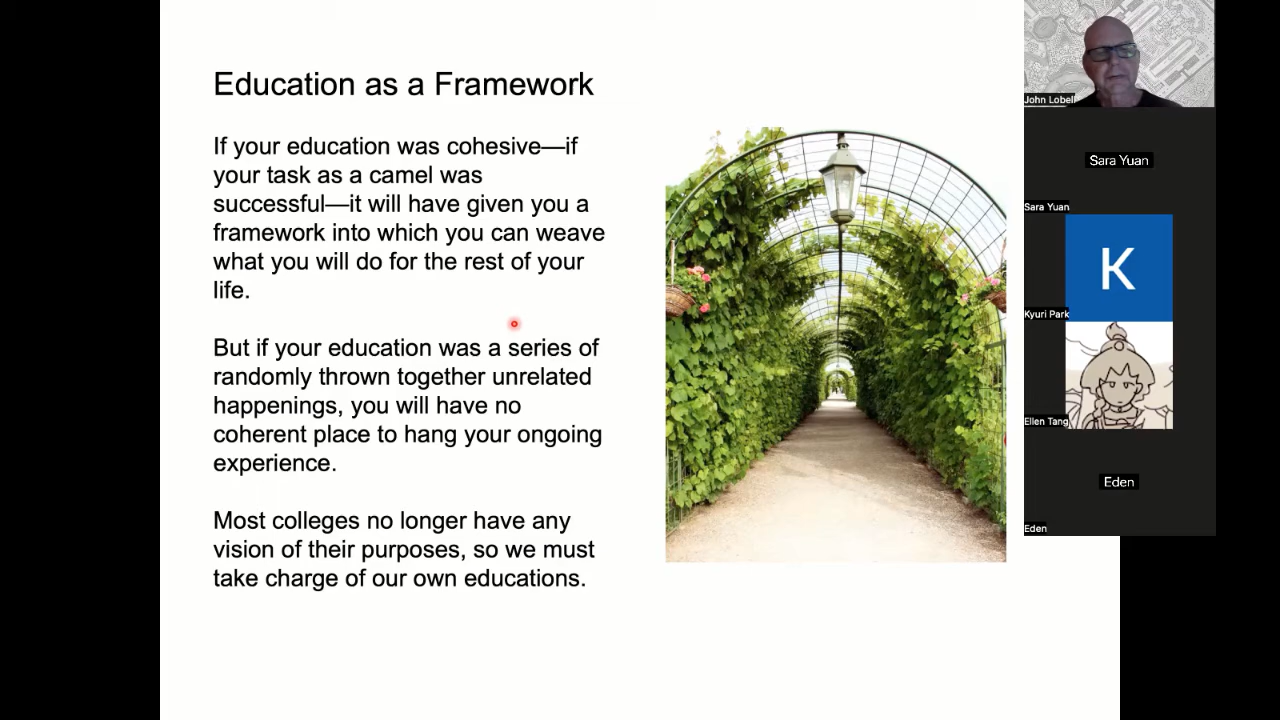 Education as a Framework
If your education was cohesive—if
your task as a camel was
successful—it will have given you a
framework into which you can weave
what you will do for the rest of your
life.
But if your education was a series of
randomly thrown together unrelated
happenings, you will have no
coherent place to hang your ongoing
experience.
Most colleges no longer have any
vision of their purposes, so we must
take charge of our own educations.
John Lobell
Sara Yuan
Sara Yuan
K
Kyuri Park
Ellen Tang
Eden
Eden